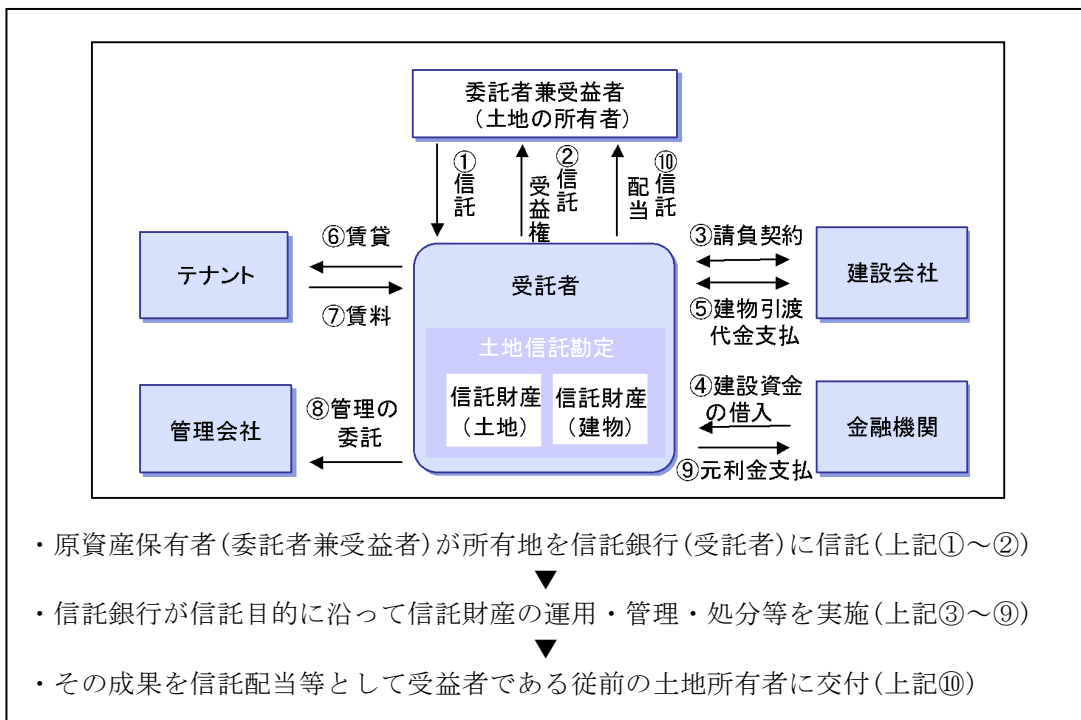 委託者兼受益者
(土地の所有者)
①信託
②信託
受益権
⑩信託
配当
⑥賃貸
⑦賃料
テナント
受託者
③請負契約
⑤建物引渡
代金支払
建設会社
土地信託勘定
信託財産
(土地)
信託財産
(建物)
管理会社
⑧管理の
委託
④建設資金
の借入
⑨元利金支払
金融機関
・原資産保有者(委託者兼受益者)が所有地を信託銀行(受託者)に信託(上記①～②)
▼
・信託銀行が信託目的に沿って信託財産の運用・管理・処分等を実施(上記③～⑨)
▼
・その成果を信託配当等として受益者である従前の土地所有者に交付(上記⑩)